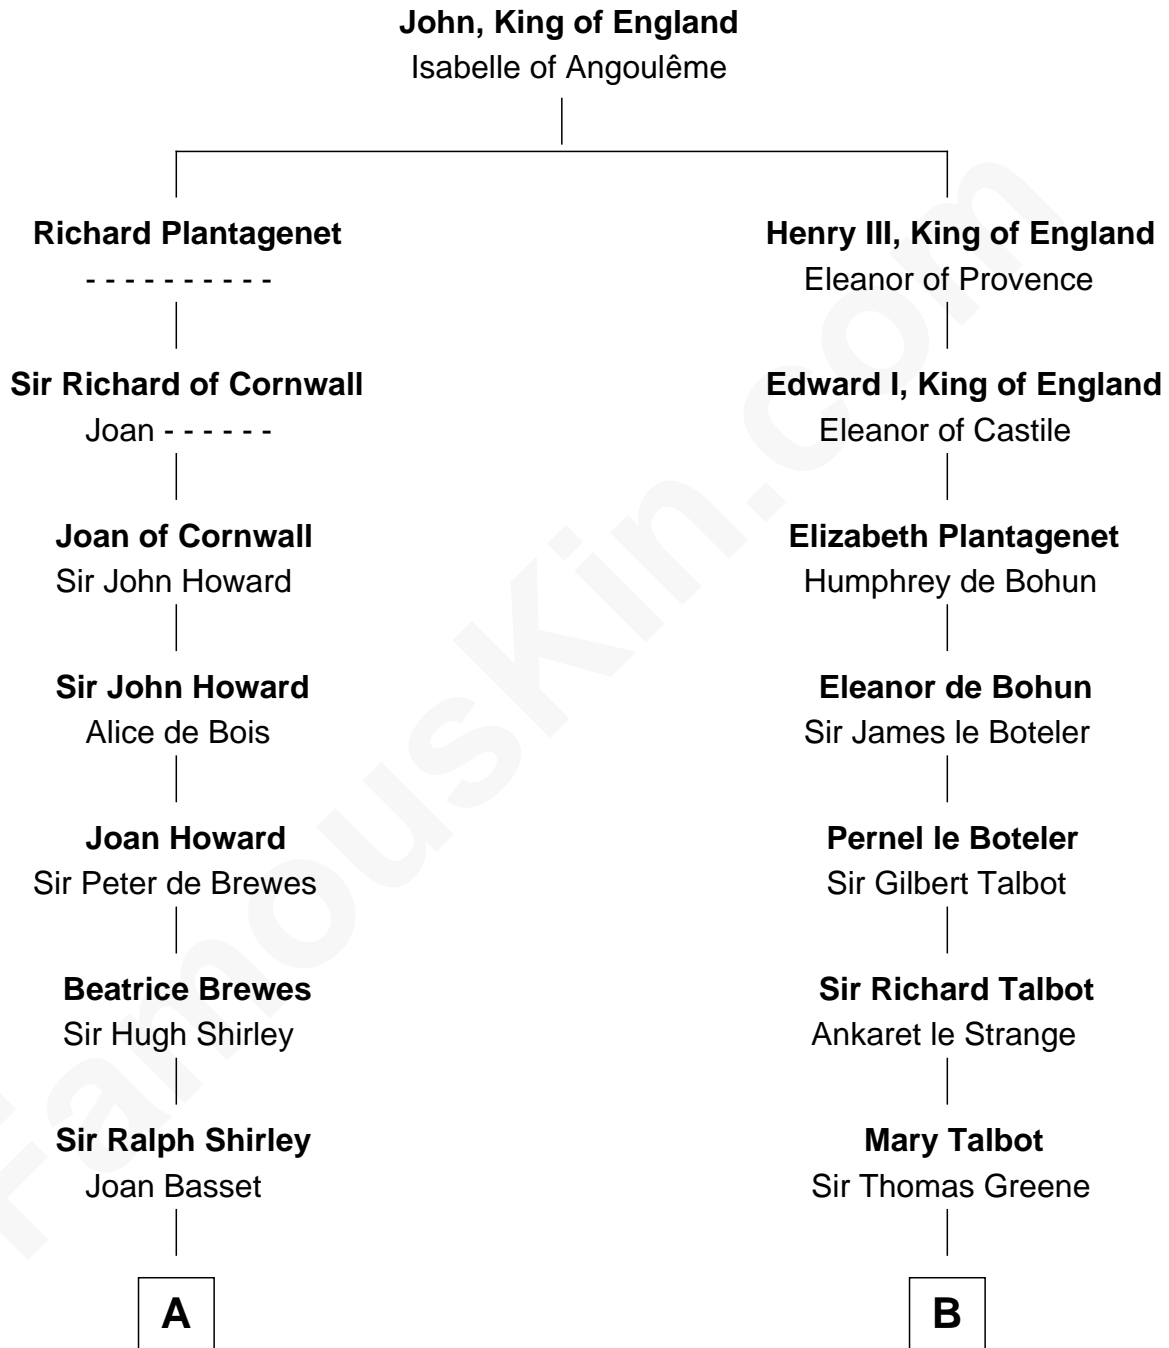 John, King of England
Isabelle of Angoulême
Richard Plantagenet
- - - - - - - - - -
Sir Richard of Cornwall
Joan - - - - - -
Joan of Cornwall
Sir John Howard
Sir John Howard
Alice de Bois
Joan Howard
Sir Peter de Brewes
Beatrice Brewes
Sir Hugh Shirley
Sir Ralph Shirley
Joan Basset
A
Henry III, King of England
Eleanor of Provence
Edward I, King of England
Eleanor of Castile
Elizabeth Plantagenet
Humphrey de Bohun
Eleanor de Bohun
Sir James le Boteler
Pernel le Boteler
Sir Gilbert Talbot
Sir Richard Talbot
Ankaret le Strange
Mary Talbot
Sir Thomas Greene
B
FamousKin.com